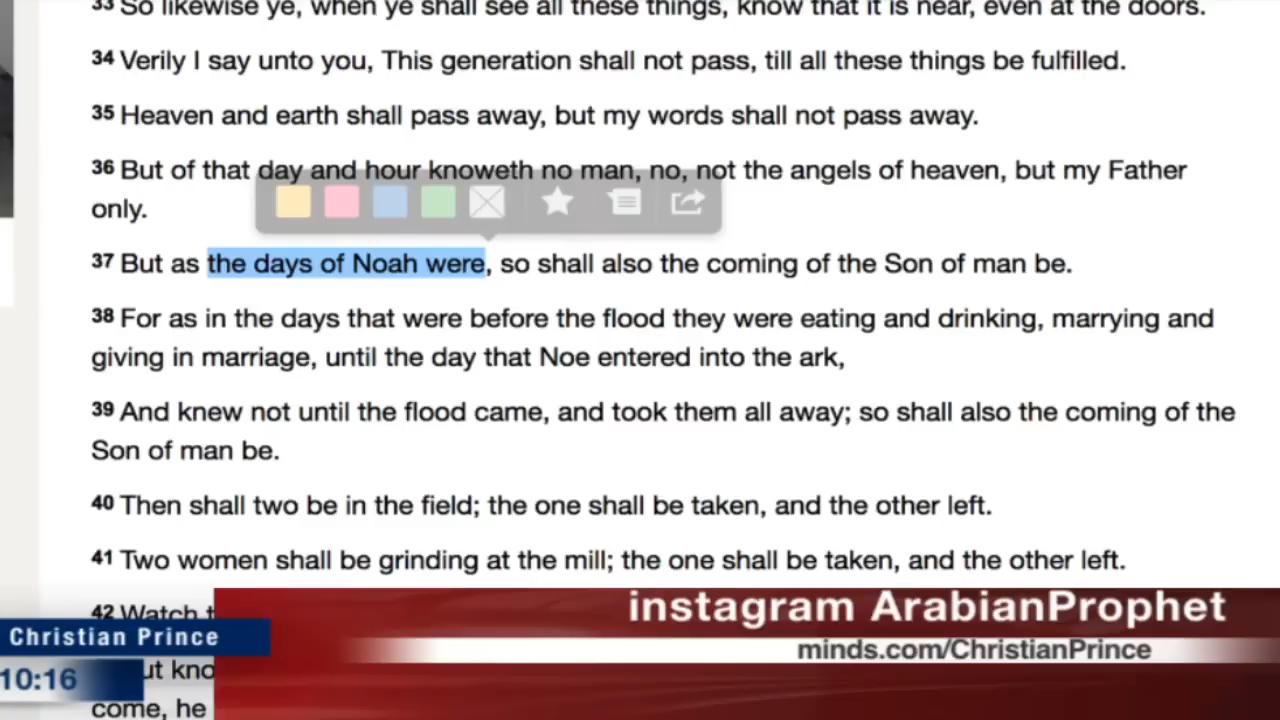 33 So likewise ye, when ye shall see all these things, know that it is near, even at the doors.
34 Verily I say unto you, This generation shall not pass, till all these things be fulfilled.
35 Heaven and earth shall pass away, but my words shall not pass away.
36 But of that day and hour knoweth no man, no, not the angels of heaven, but my Father
only.
37 But as the days of Noah were, so shall also the coming of the Son of man be.
38 For as in the days that were before the flood they were eating and drinking, marrying and
giving in marriage, until the day that Noe entered into the ark,
39 And knew not until the flood came, and took them all away; so shall also the coming of the
Son of man be.
40 Then shall two be in the field; the one shall be taken, and the other left.
41 Two women shall be grinding at the mill; the one shall be taken, and the other left.
42 Watch t
instagram ArabianProphet
Christian Prince
minds.com/ChristianPrince
ut kno
10:16
come, he